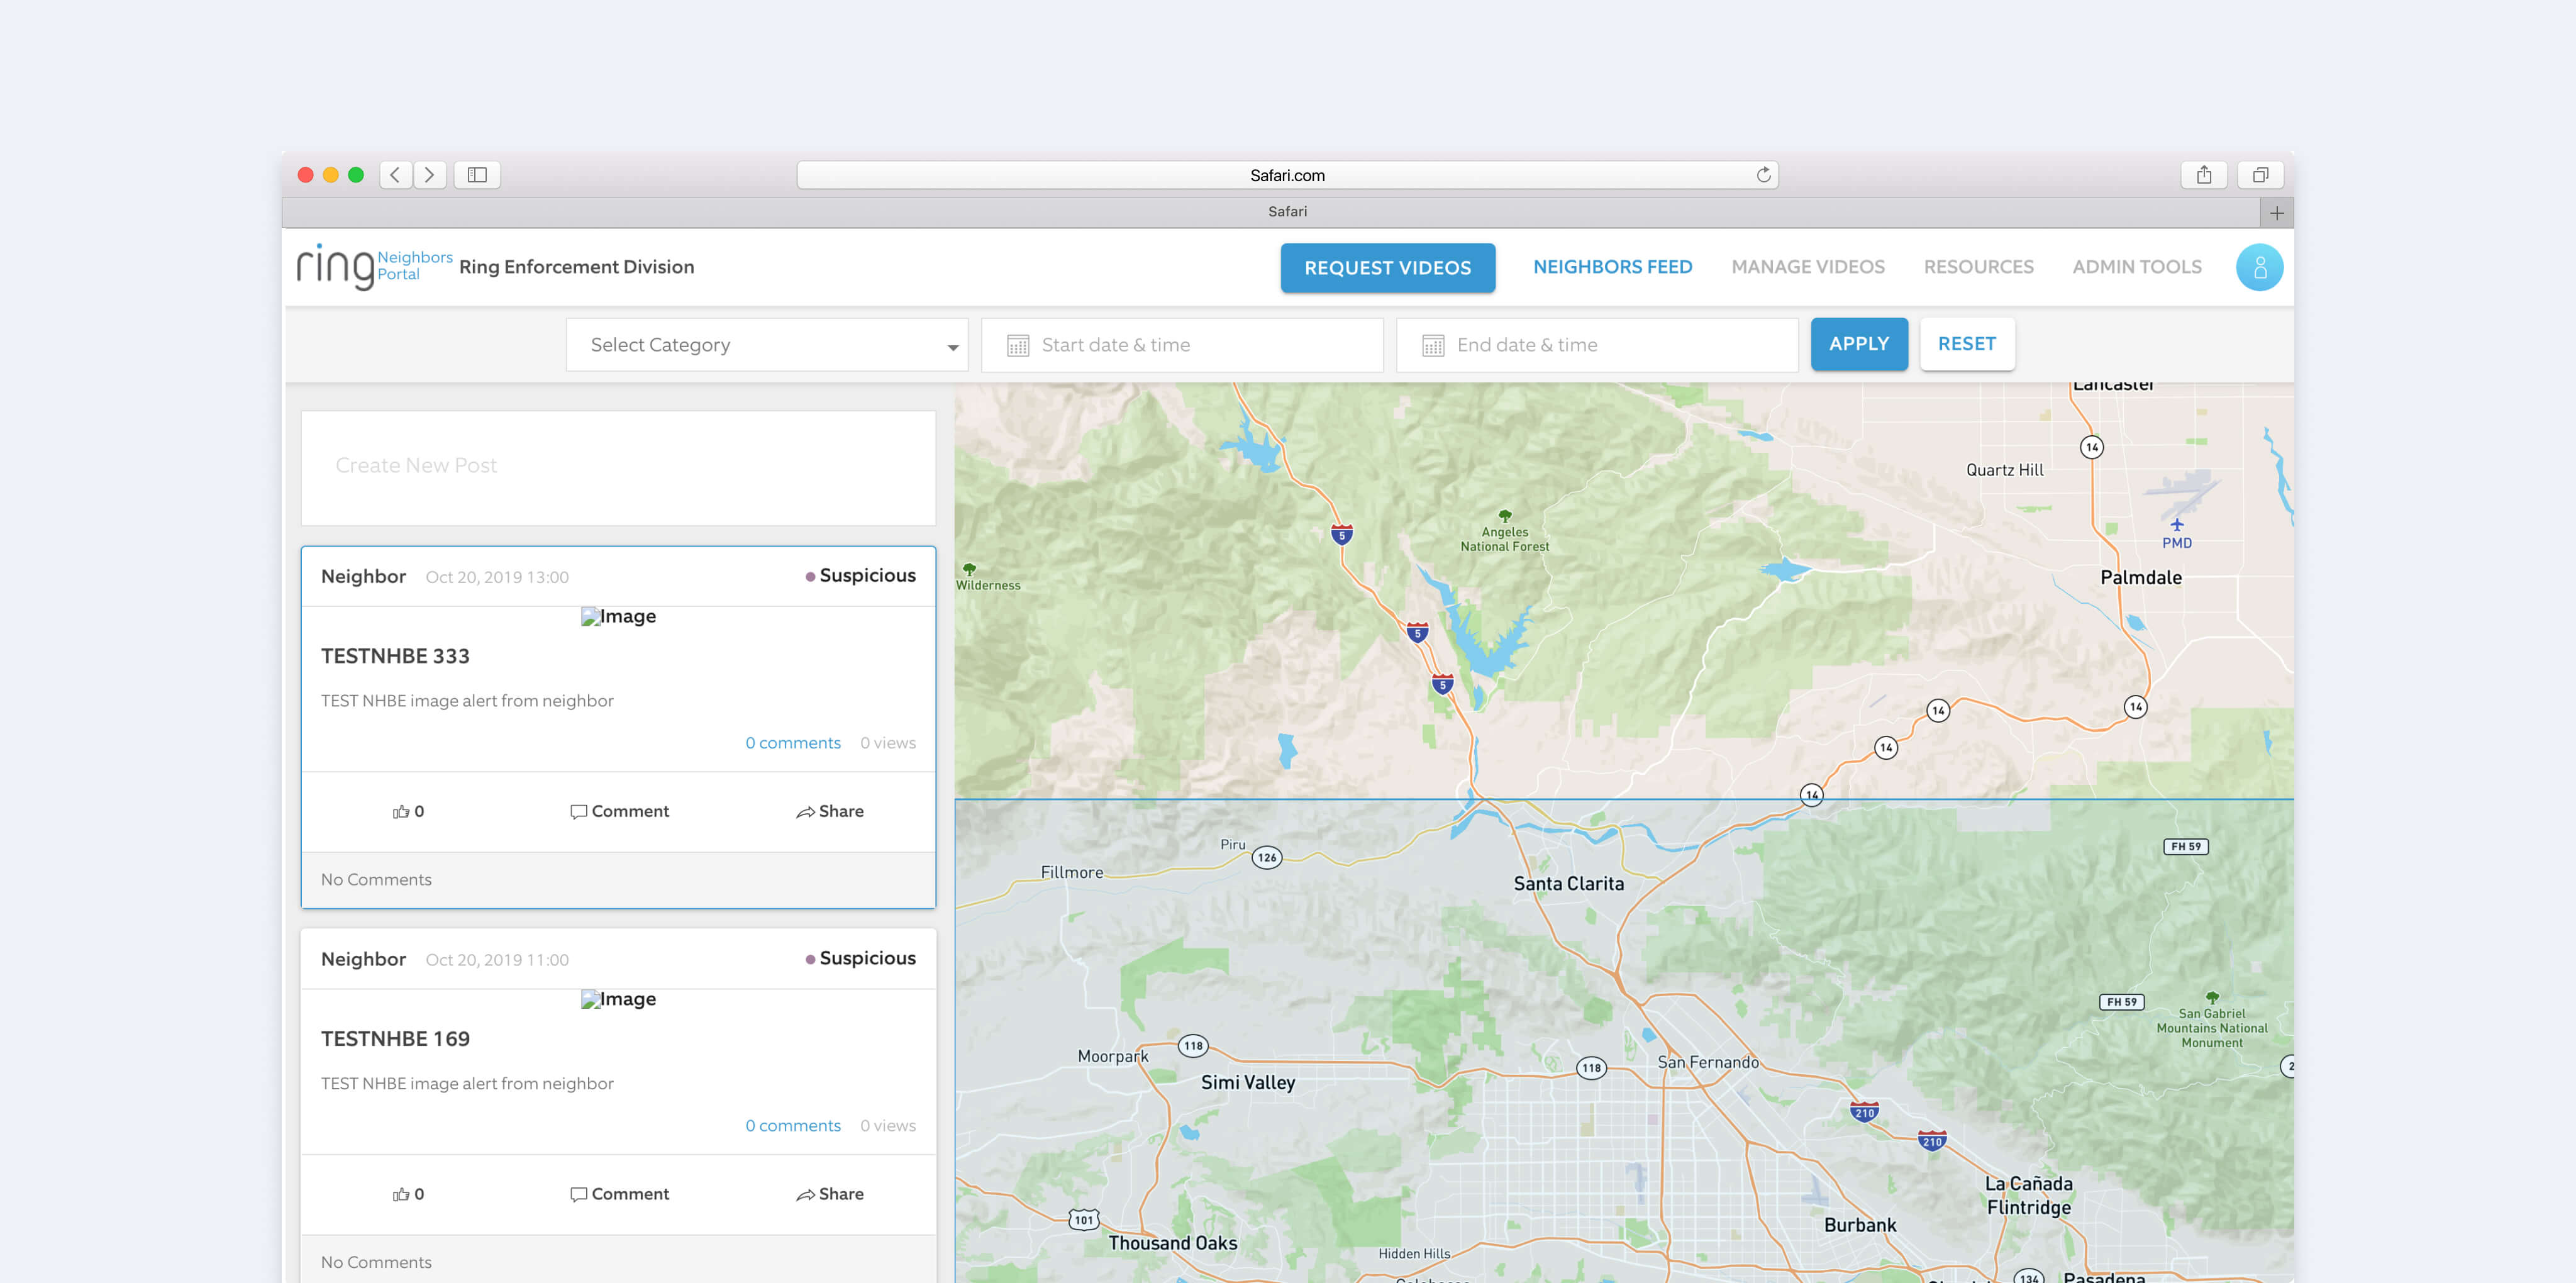 Safari.com
Safari
ring Neighbors Portal Ring Enforcement Division
REQUEST VIDEOS
NEIGHBORS FEED
MANAGE VIDEOS
RESOURCES
ADMIN TOOLS
Select Category
Start date & time
End date & time
APPLY
RESET
Create New Post
Neighbor Oct 20, 2019 13:00 Suspicious
Image
TESTNHBE 333
TEST NHBE image alert from neighbor
0 comments 0 views
0 Comment Share
No Comments
Neighbor Oct 20, 2019 11:00 Suspicious
Image
TESTNHBE 169
TEST NHBE image alert from neighbor
0 comments 0 views
0 Comment Share
No Comments
Lancaster
14
Quartz Hill
5
Angeles
National Forest
PMD
Wilderness
Palmdale
5
5
14
14
14
14
Piru
126
FH 59
Fillmore
Santa Clarita
FH 59
San Gabriel
Mountains National
Monument
Moorpark
118
118
San Fernando
2
Simi Valley
210
210
La Cañada
Flintridge
101
Burbank
Thousand Oaks
Hidden Hills
134
Pasadena